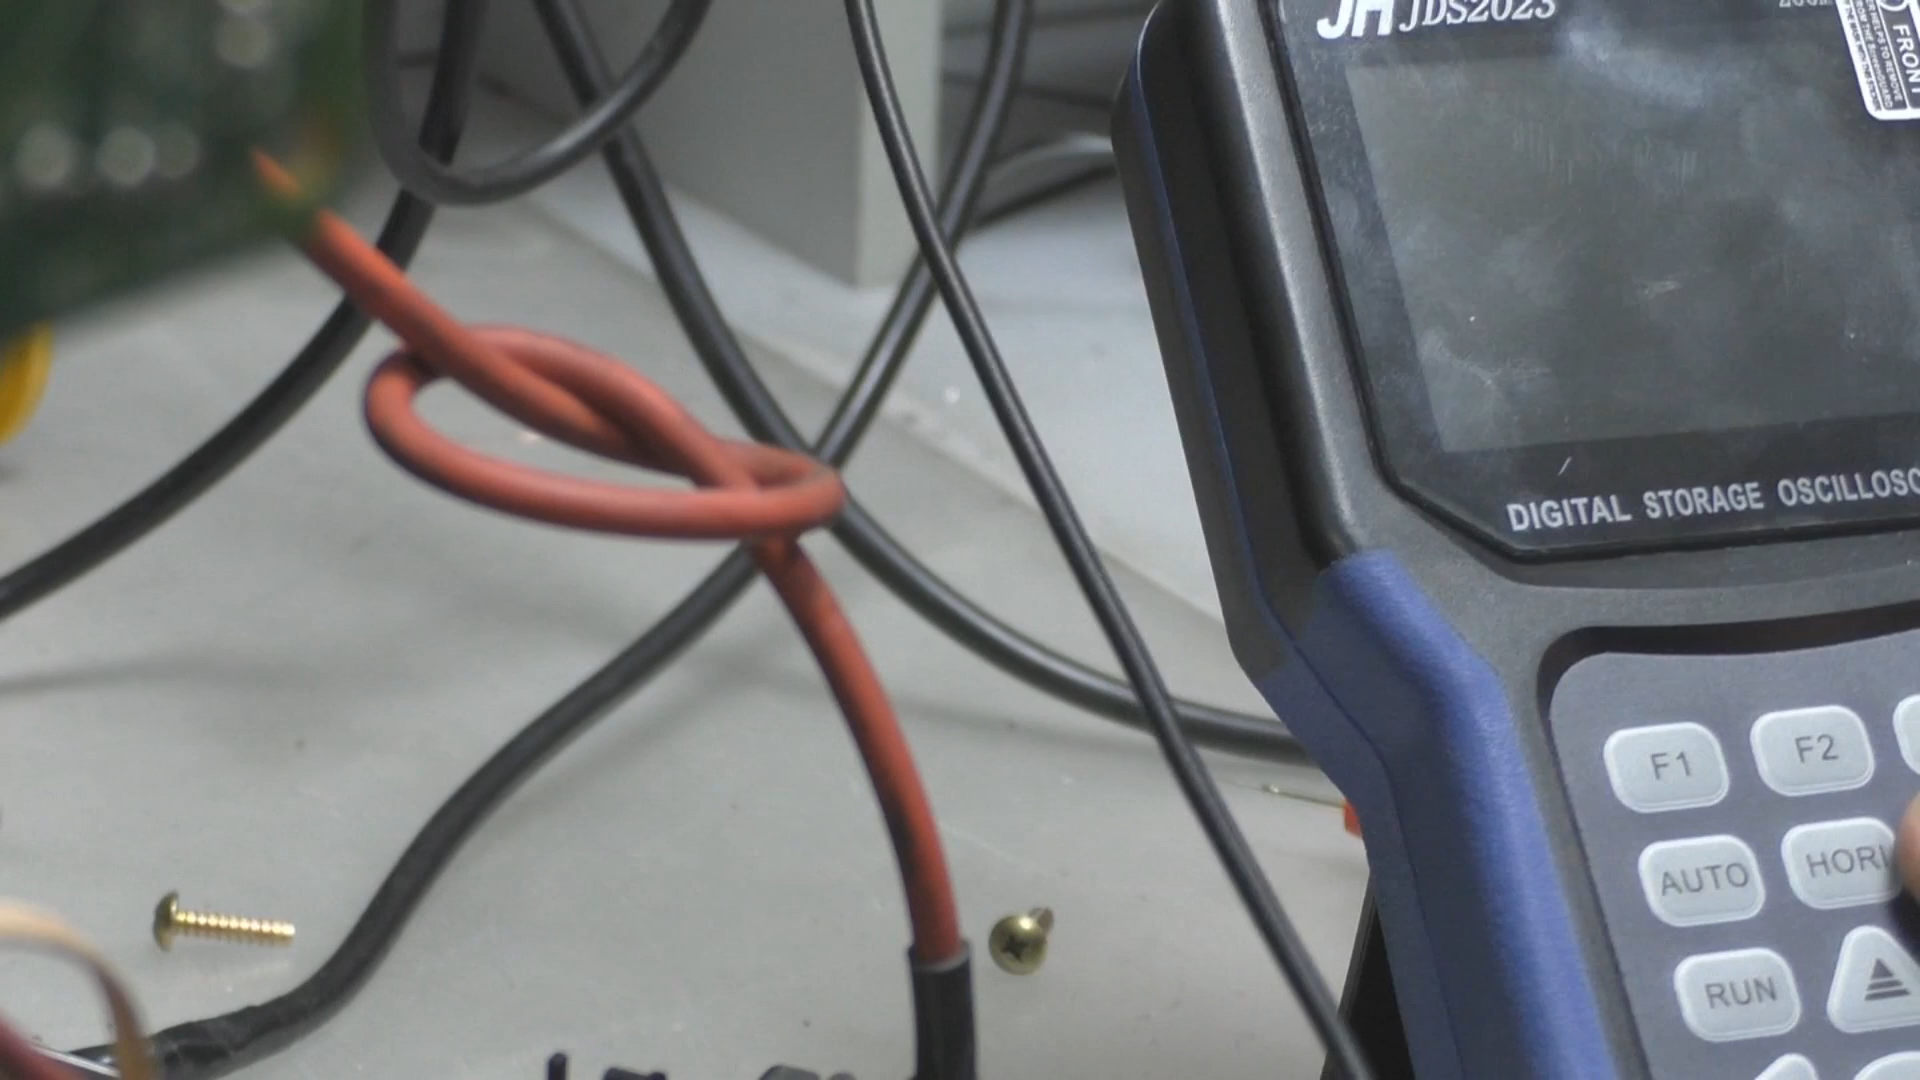 JH JDS2023
FRONT
DIGITAL STORAGE OSCILLOSC
F1 F2
AUTO HORI
RUN